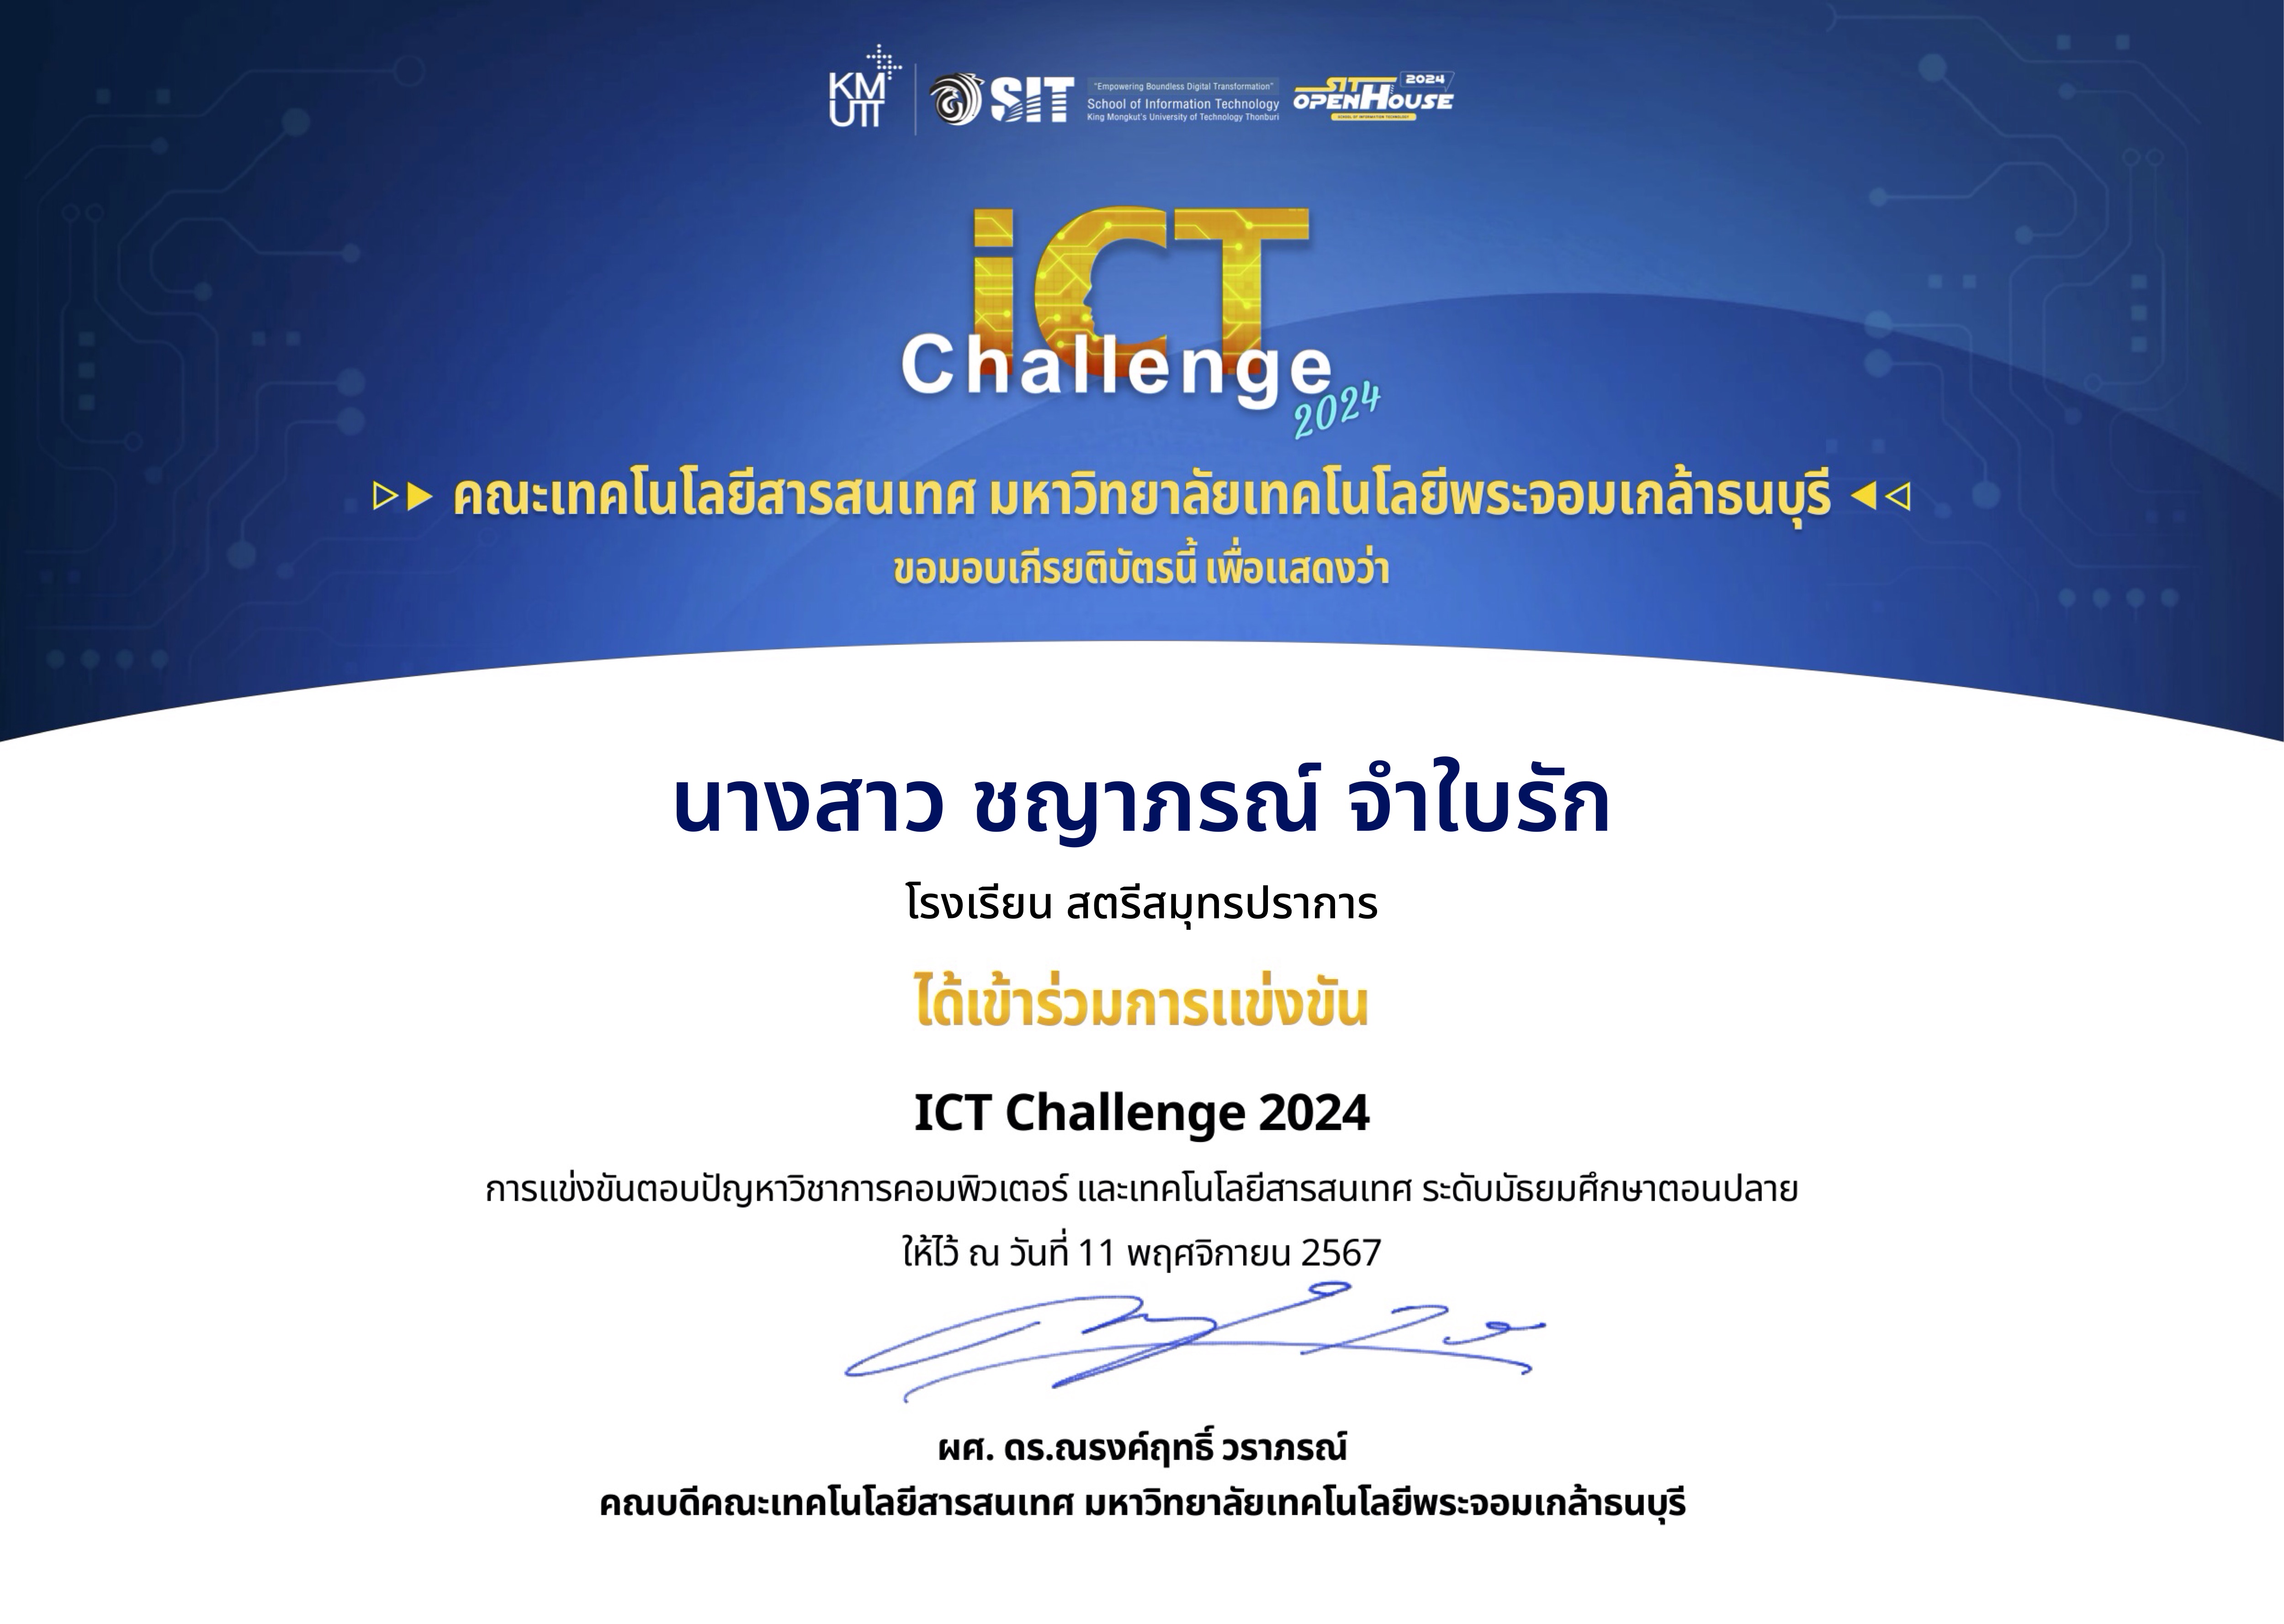 KMUTT
SIT
"Empowering Boundless Digital Transformation"
School of Information Technology
King Mongkut's University of Technology Thonburi
SIT 2024
OPEN HOUSE
SCHOOL OF INFORMATION TECHNOLOGY
iCT
Challenge
2024
คณะเทคโนโลยีสารสนเทศ มหาวิทยาลัยเทคโนโลยีพระจอมเกล้าธนบุรี
ขอมอบเกียรยติบัตรนี้ เพื่อแสดงว่า
นางสาว ชญาภรณ์ จำใบรัก
โรงเรียน สตรีสมุทรปราการ
ได้เข้าร่วมการแข่งขัน
ICT Challenge 2024
การแข่งขันตอบปัญหาวิชาการคอมพิวเตอร์ และเทคโนโลยีสารสนเทศ ระดับมัธยมศึกษาตอนปลาย
ให้ไว้ ณ วันที่ 11 พฤศจิกายน 2567
ผศ. ดร.ณรงค์ฤทธิ์ วราภรณ์
คณบดีคณะเทคโนโลยีสารสนเทศ มหาวิทยาลัยเทคโนโลยีพระจอมเกล้าธนบุรี